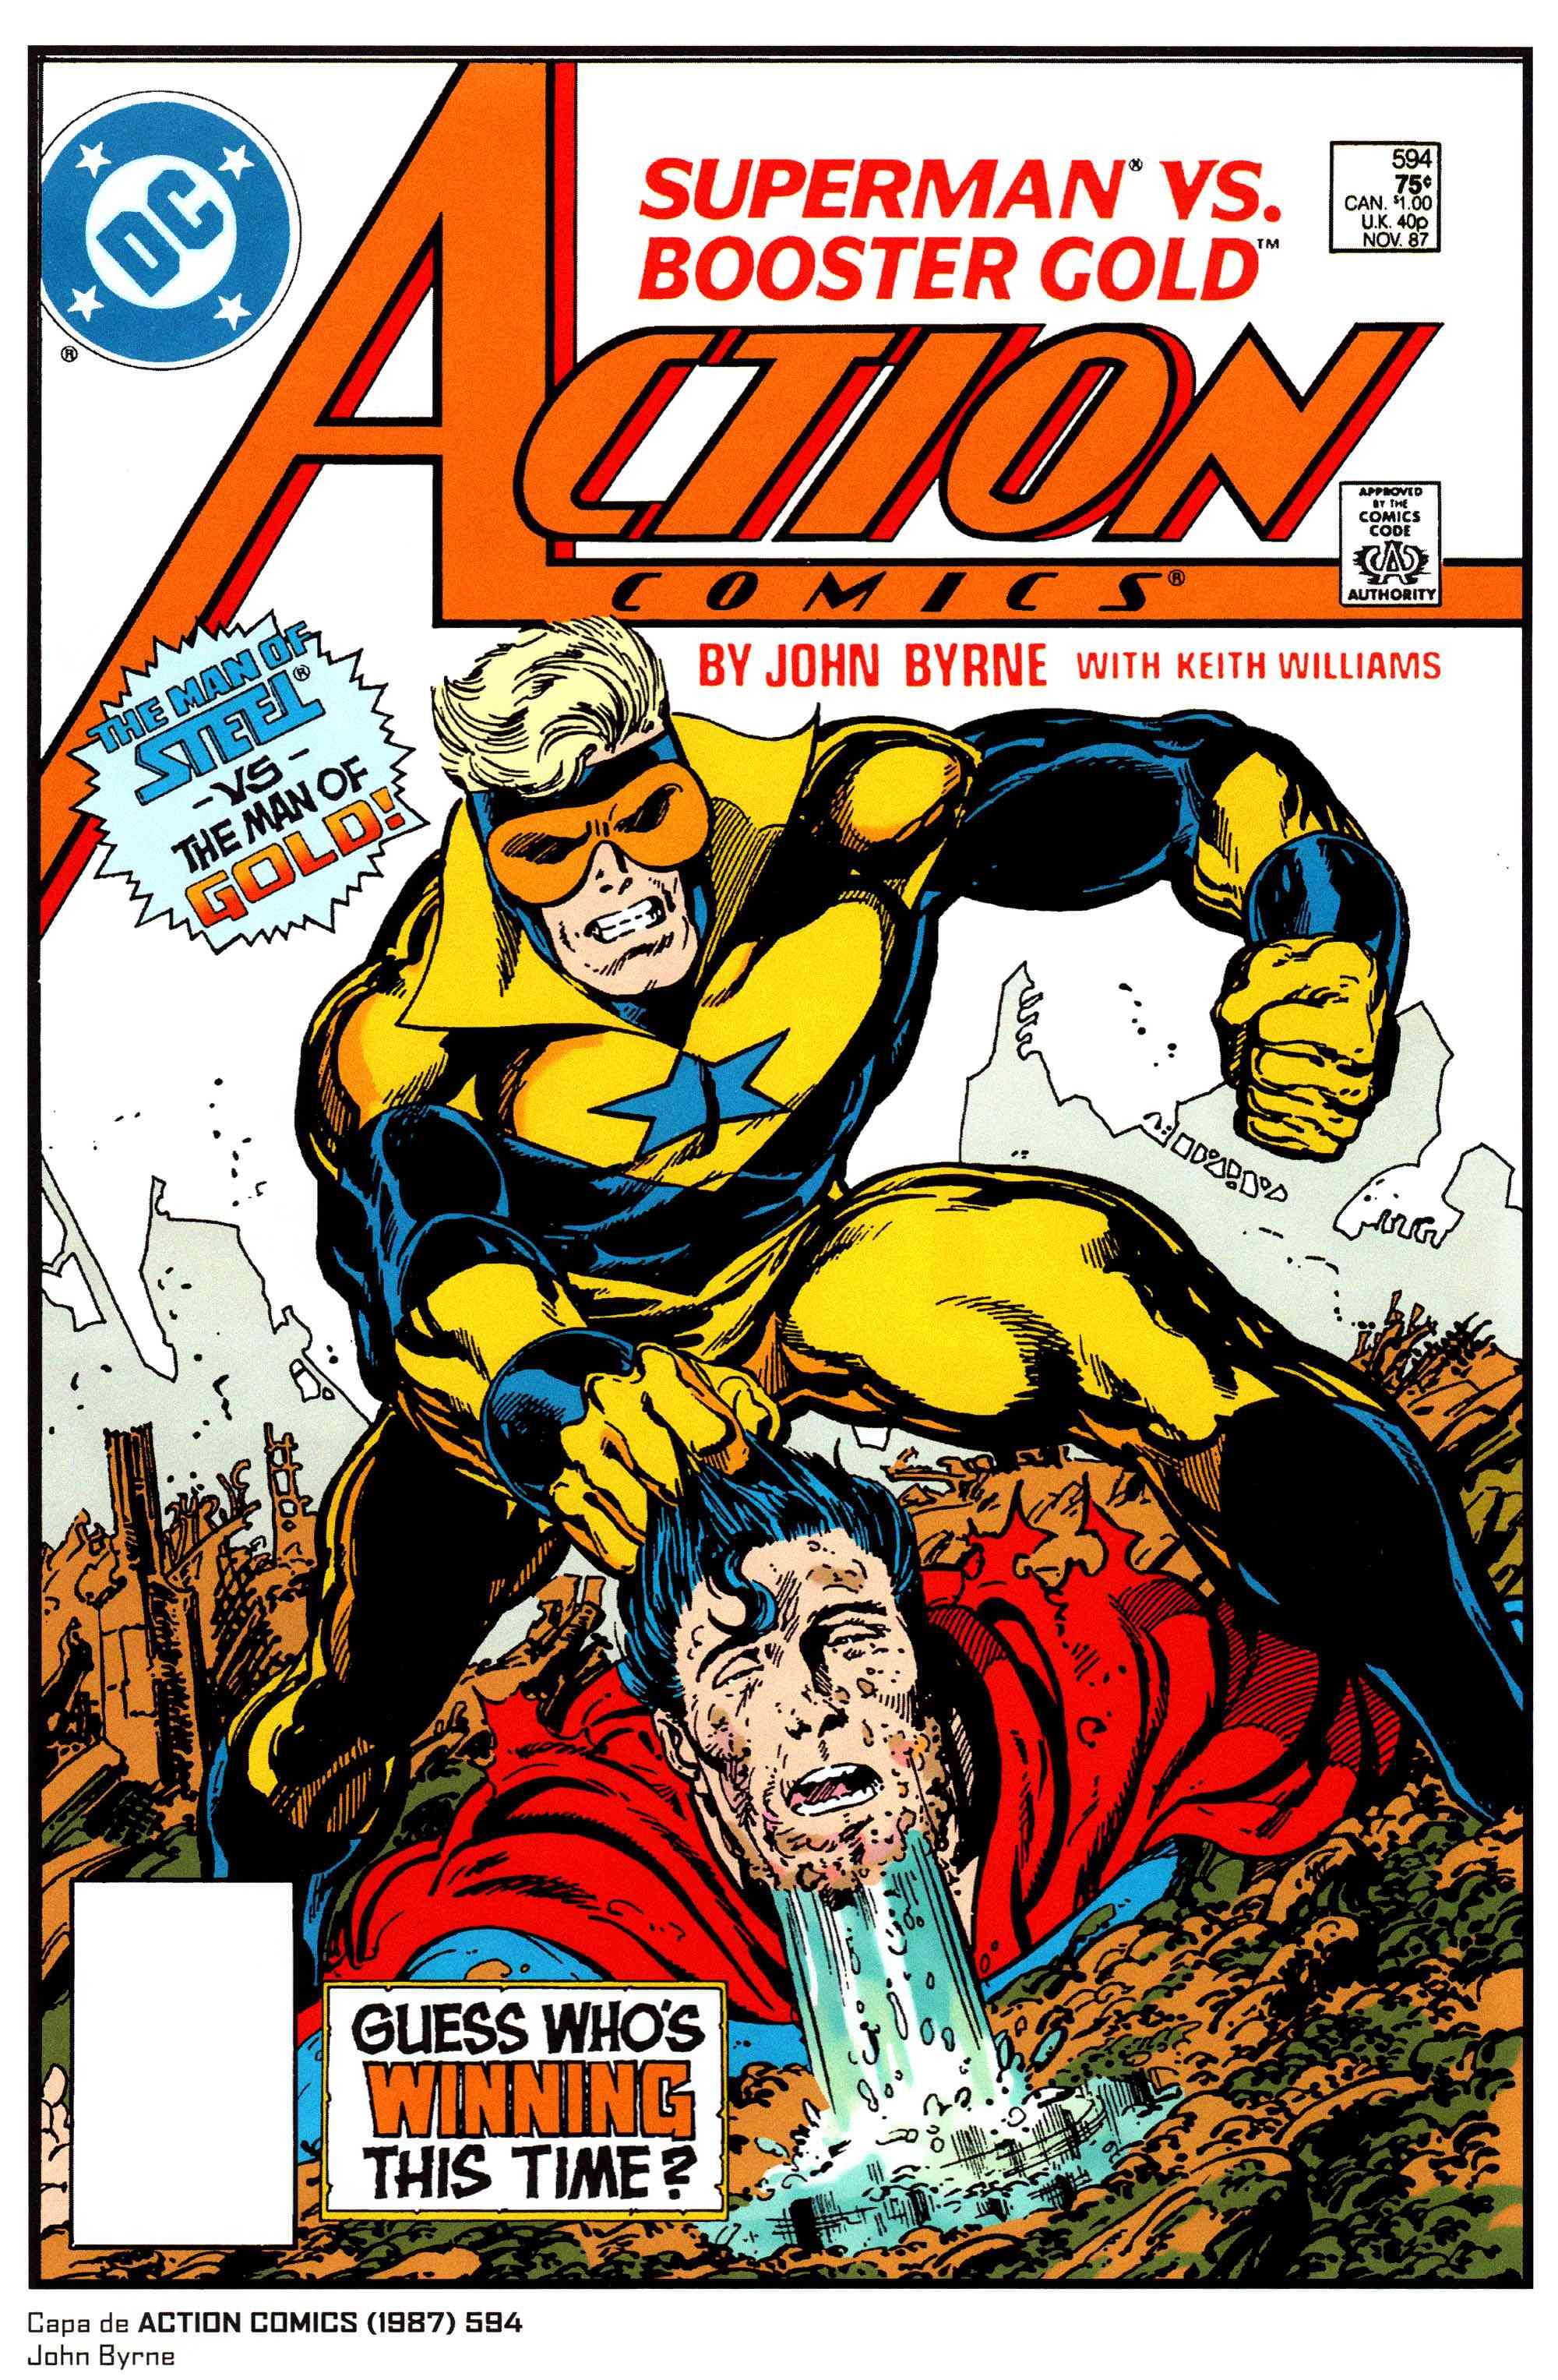 DC
®
SUPERMAN® VS.
BOOSTER GOLD™
594
75¢
CAN. $1.00
U.K. 40p
NOV. 87
ACTION
COMICS®
APPROVED
BY THE
COMICS
CODE
AUTHORITY
BY JOHN BYRNE WITH KEITH WILLIAMS
THE MAN OF
STEEL®
-VS-
THE MAN OF
GOLD!
GUESS WHO'S
WINNING
THIS TIME?
Capa de ACTION COMICS (1987) 594
John Byrne